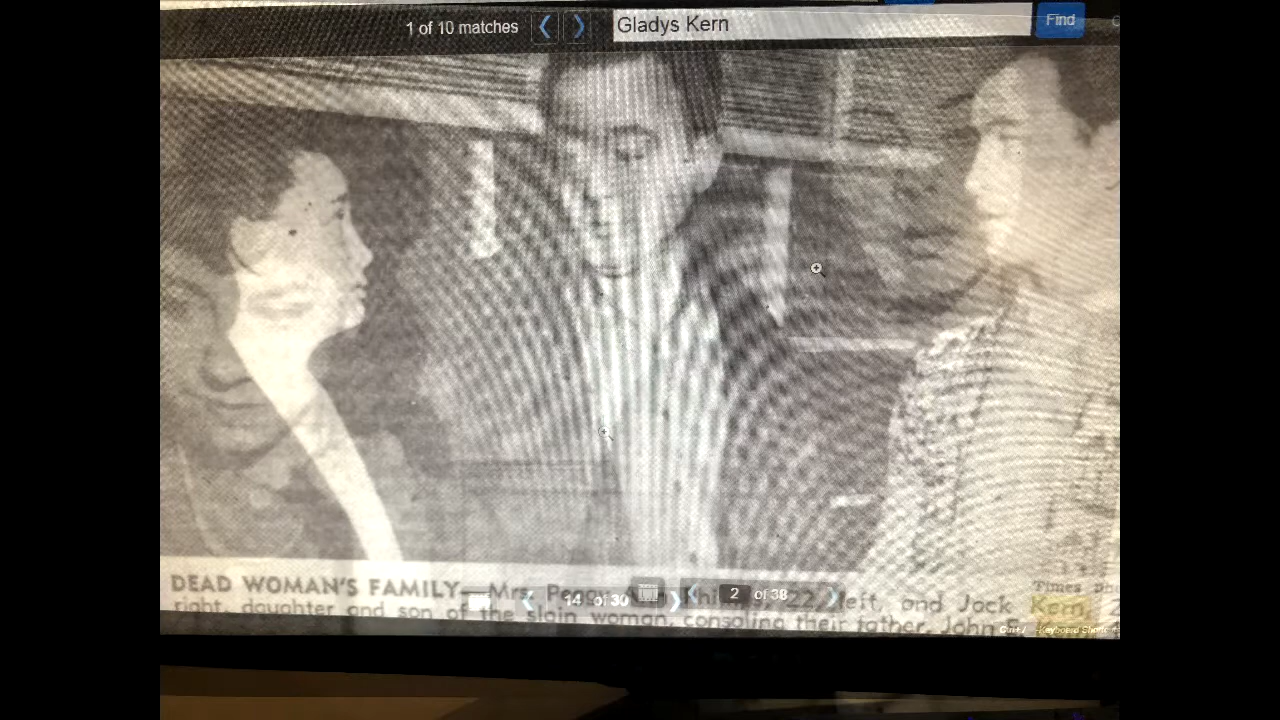 1 of 10 matches
Gladys Kern
Find
Times
DEAD WOMAN'S FAMILY—Mrs. 22, left, and Jack Kern,
right, daughter and son of the slain woman, consoling their father, John
14 of 30
2 of 38